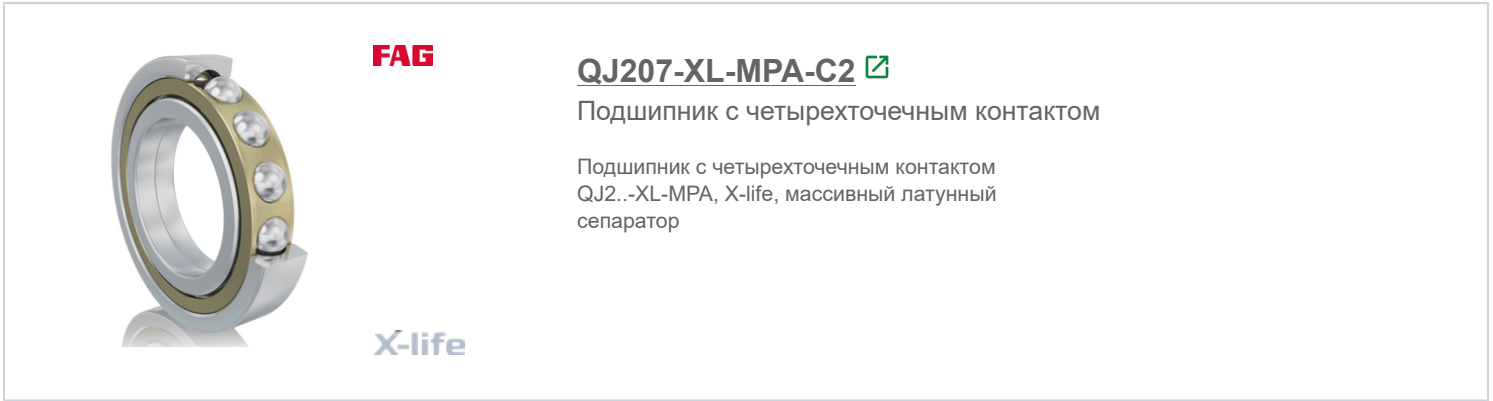 FAG
QJ207-XL-MPA-C2
Подшипник с четырехточечным контактом
Подшипник с четырехточечным контактом
QJ2..-XL-MPA, X-life, массивный латунный
сепаратор
X-life